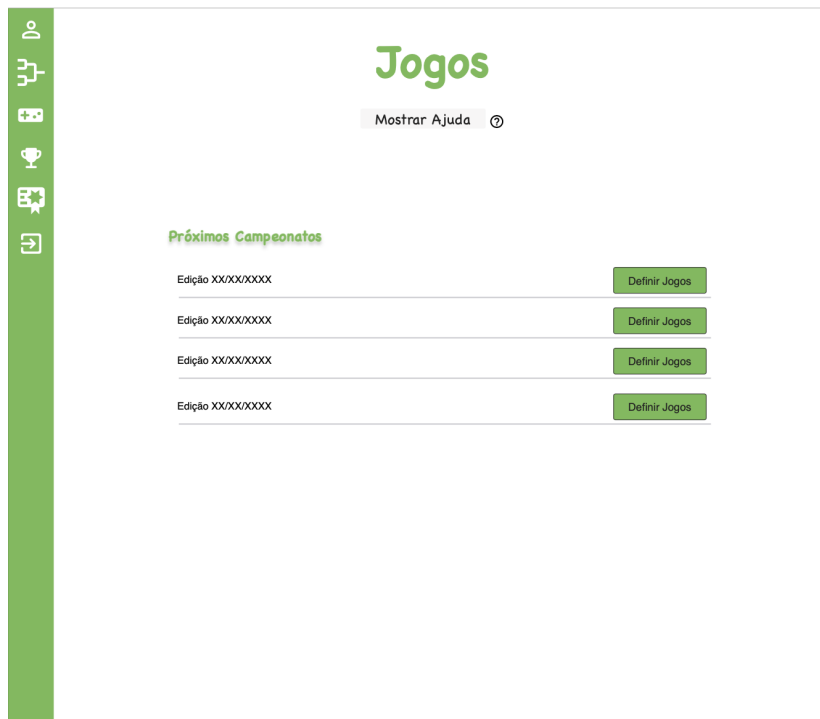 Jogos
Mostrar Ajuda
Próximos Campeonatos
Edição XX/XX/XXXX Definir Jogos
Edição XX/XX/XXXX Definir Jogos
Edição XX/XX/XXXX Definir Jogos
Edição XX/XX/XXXX Definir Jogos